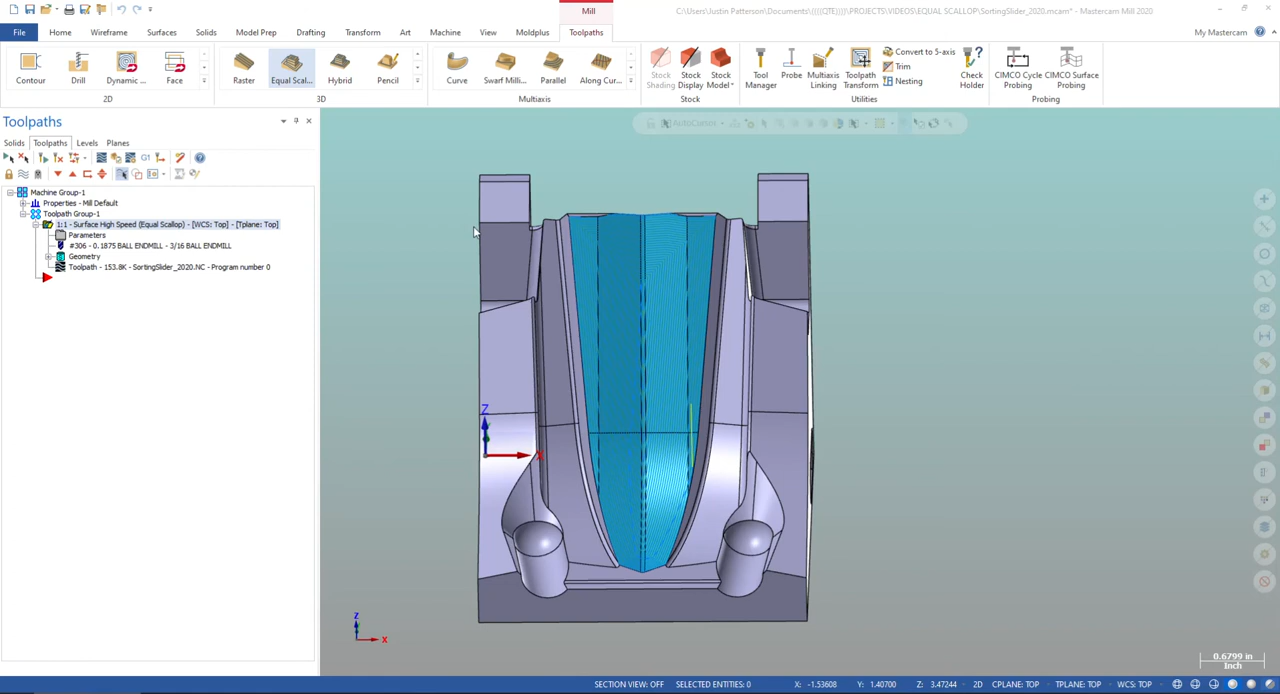 Mill
C:\Users\Justin Patterson\Documents\((((QTE))))\PROJECTS\VIDEOS\EQUAL SCALLOP\SortingSlider_2020.mcam* - Mastercam Mill 2020
File Home Wireframe Surfaces Solids Model Prep Drafting Transform Art Machine View Moldplus Toolpaths My Mastercam
Contour Drill Dynamic ... Face
2D
Raster Equal Scal... Hybrid Pencil
3D
Curve Swarf Milli... Parallel Along Cur...
Multiaxis
Stock Shading Stock Display Stock Model
Stock
Tool Manager Probe Multiaxis Linking Toolpath Transform Convert to 5-axis Trim Nesting Check Holder
Utilities
CIMCO Cycle Probing CIMCO Surface Probing
Probing
Toolpaths
Solids Toolpaths Levels Planes
G1
Machine Group-1
Properties - Mill Default
Toolpath Group-1
1:1 - Surface High Speed (Equal Scallop) - [WCS: Top] - [Tplane: Top]
Parameters
#306 - 0.1875 BALL ENDMILL - 3/16 BALL ENDMILL
Geometry
Toolpath - 153.8K - SortingSlider_2020.NC - Program number 0
AutoCursor
Z
X
Z
X
0.6799 in
Inch
SECTION VIEW: OFF SELECTED ENTITIES: 0 X: -1.53608 Y: 1.40700 Z: 3.47244 2D CPLANE: TOP TPLANE: TOP WCS: TOP